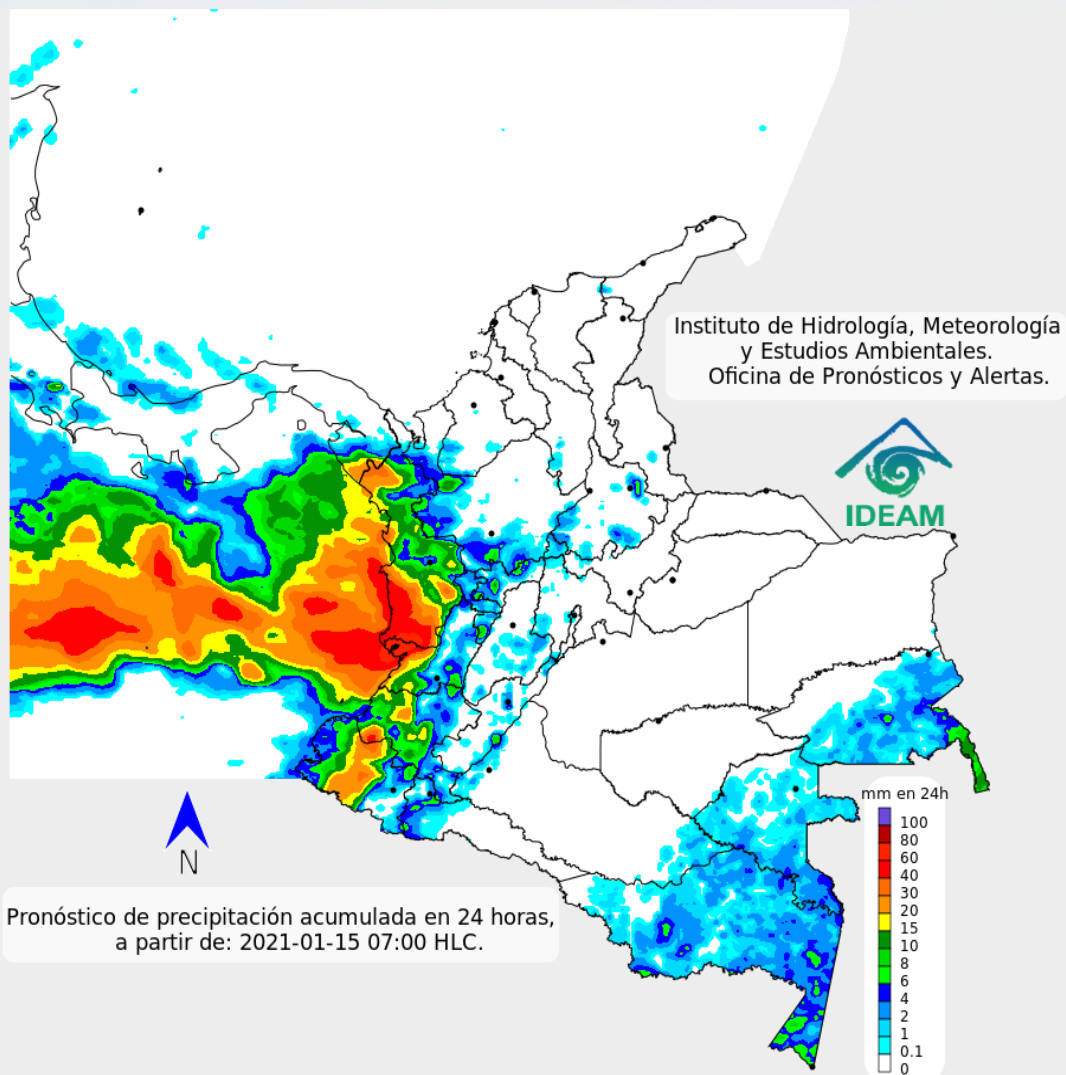 Instituto de Hidrología, Meteorología
y Estudios Ambientales.
Oficina de Pronósticos y Alertas.
IDEAM
mm en 24h
100
80
60
40
30
20
15
10
8
6
4
2
1
0.1
0
N
Pronóstico de precipitación acumulada en 24 horas,
a partir de: 2021-01-15 07:00 HLC.